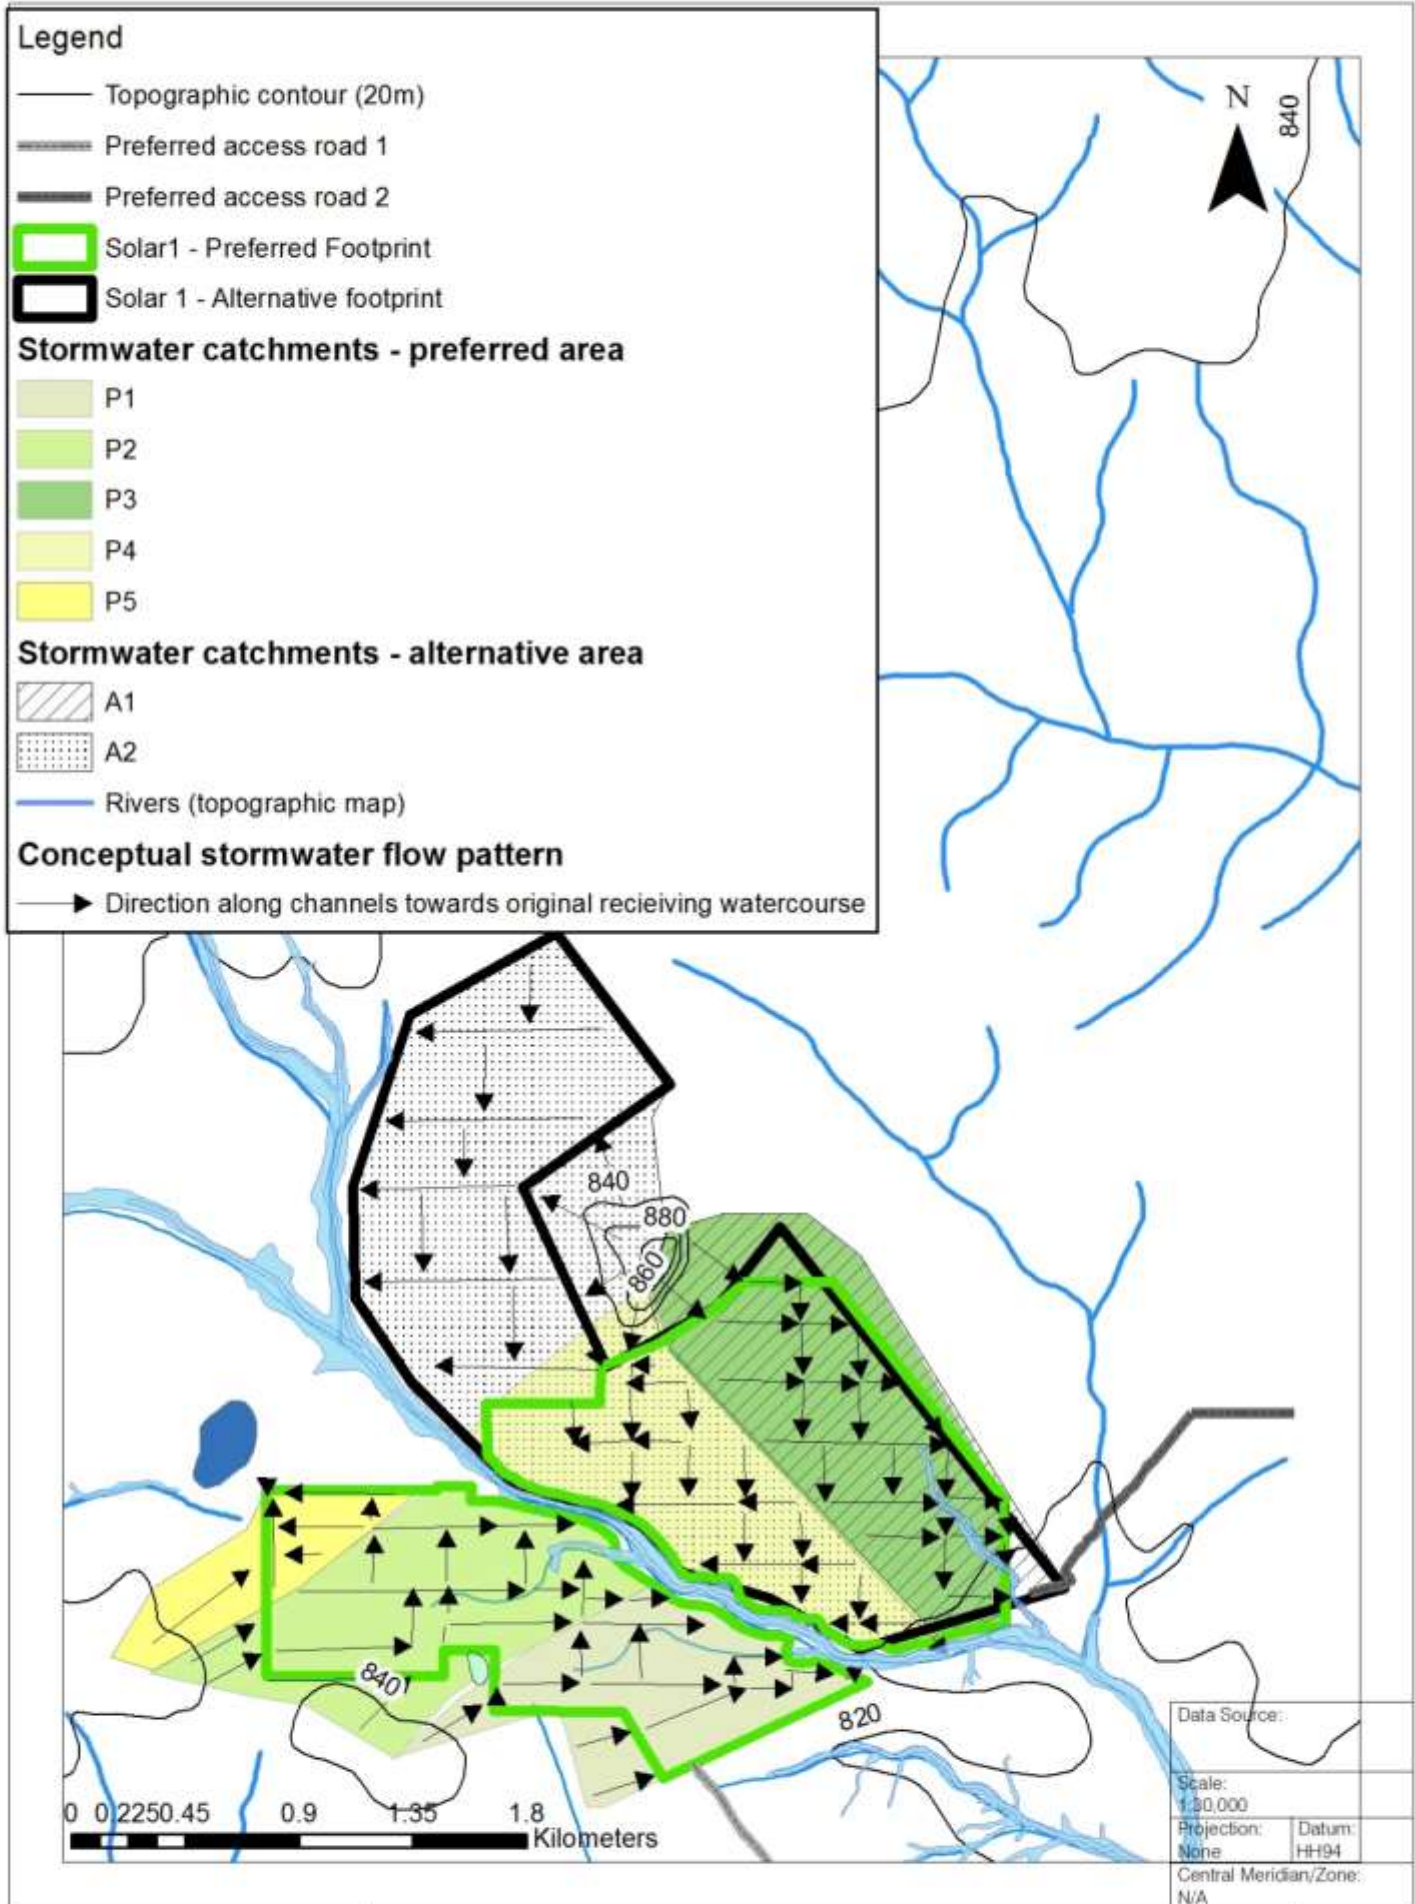 Legend
Topographic contour (20m)
Preferred access road 1
Preferred access road 2
Solar1 - Preferred Footprint
Solar 1 - Alternative footprint
Stormwater catchments - preferred area
P1
P2
P3
P4
P5
Stormwater catchments - alternative area
A1
A2
Rivers (topographic map)
Conceptual stormwater flow pattern
Direction along channels towards original recieiving watercourse
N
840
840
880
860
840
820
0 0.2250.45 0.9 1.35 1.8
Kilometers
Data Source:
Scale:
1:30,000
Projection: Datum:
None HH94
Central Meridian/Zone:
N/A